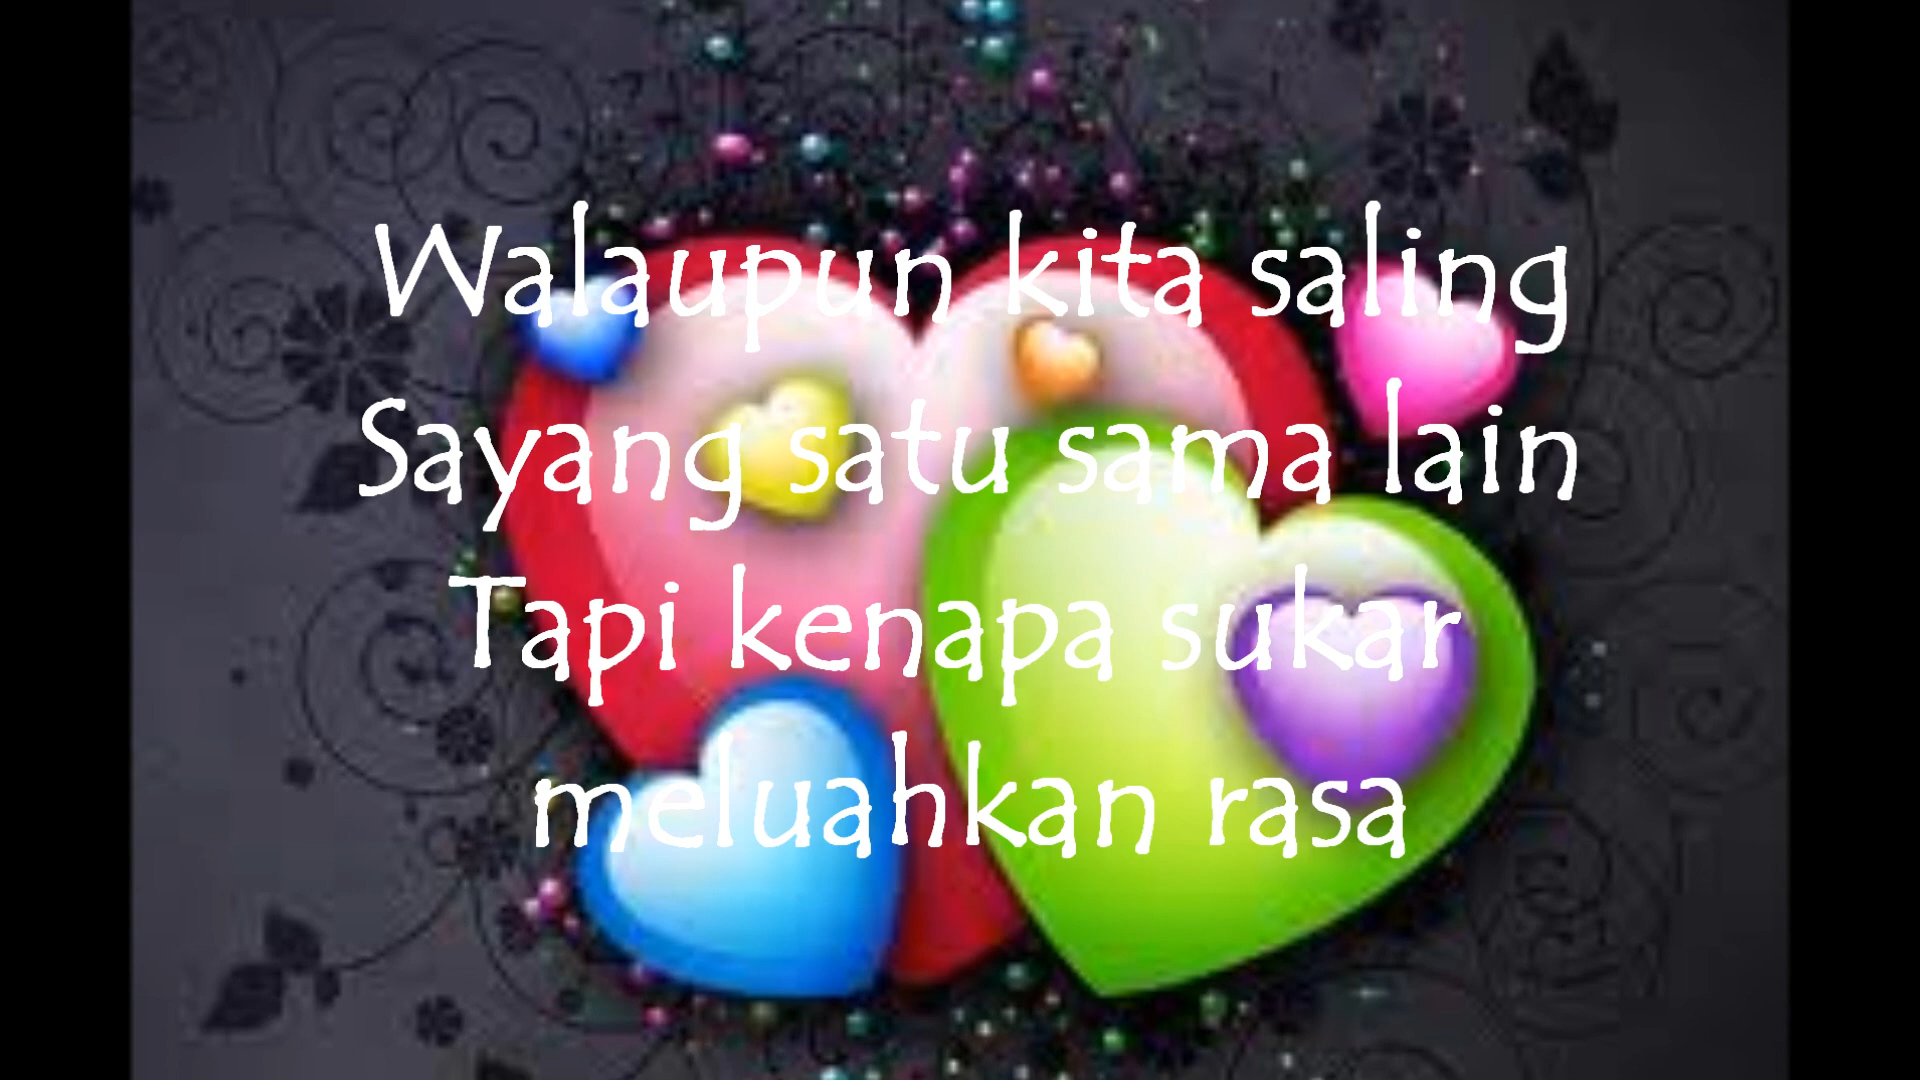 Walaupun kita saling
Sayang satu sama lain
Tapi kenapa sukar
meluahkan rasa